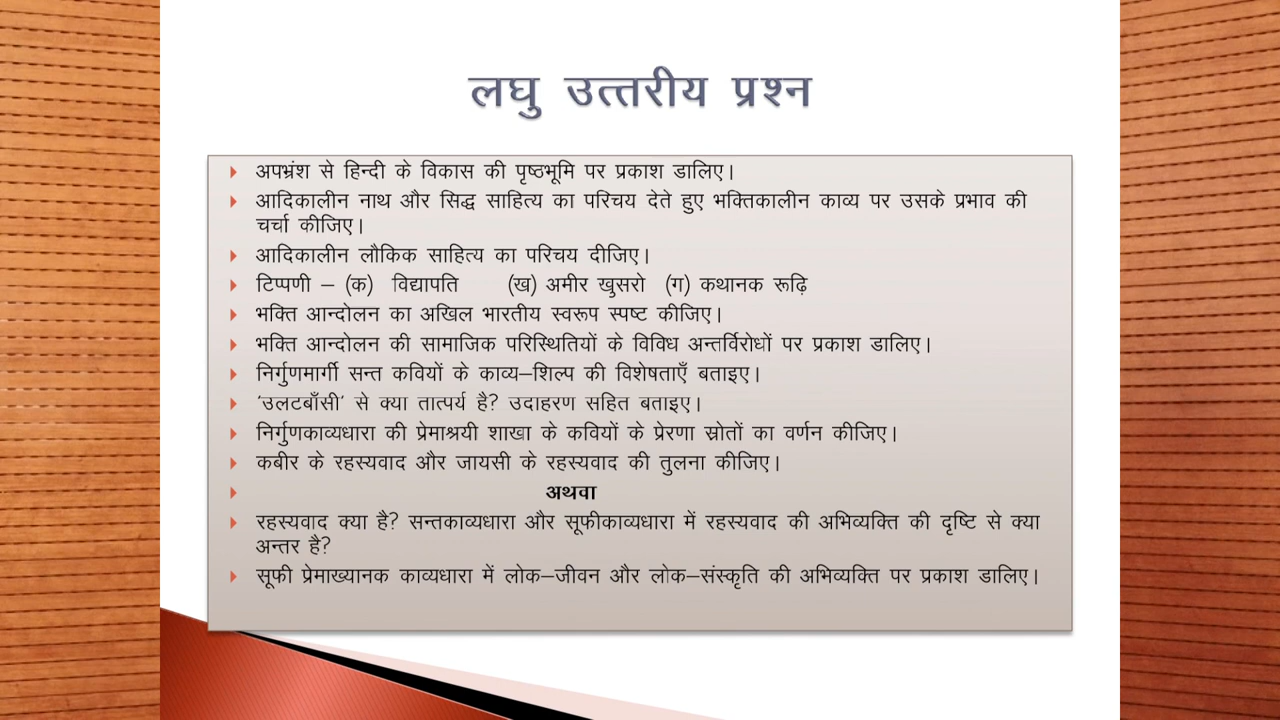 लघु उत्तरीय प्रश्न
अपभ्रंश से हिन्दी के विकास की पृष्ठभूमि पर प्रकाश डालिए।
आदिकालीन नाथ और सिद्ध साहित्य का परिचय देते हुए भक्तिकालीन काव्य पर उसके प्रभाव की
चर्चा कीजिए।
आदिकालीन लौकिक साहित्य का परिचय दीजिए।
टिप्पणी – (क) विद्यापति (ख) अमीर खुसरो (ग) कथानक रूढ़ि
भक्ति आन्दोलन का अखिल भारतीय स्वरूप स्पष्ट कीजिए।
भक्ति आन्दोलन की सामाजिक परिस्थितियों के विविध अन्तर्विरोधों पर प्रकाश डालिए।
निर्गुणमार्गी सन्त कवियों के काव्य–शिल्प की विशेषताएँ बताइए।
'उलटबाँसी' से क्या तात्पर्य है? उदाहरण सहित बताइए।
निर्गुणकाव्यधारा की प्रेमाश्रयी शाखा के कवियों के प्रेरणा स्रोतों का वर्णन कीजिए।
कबीर के रहस्यवाद और जायसी के रहस्यवाद की तुलना कीजिए।
अथवा
रहस्यवाद क्या है? सन्तकाव्यधारा और सूफीकाव्यधारा में रहस्यवाद की अभिव्यक्ति की दृष्टि से क्या
अन्तर है?
सूफी प्रेमाख्यानक काव्यधारा में लोक–जीवन और लोक–संस्कृति की अभिव्यक्ति पर प्रकाश डालिए।